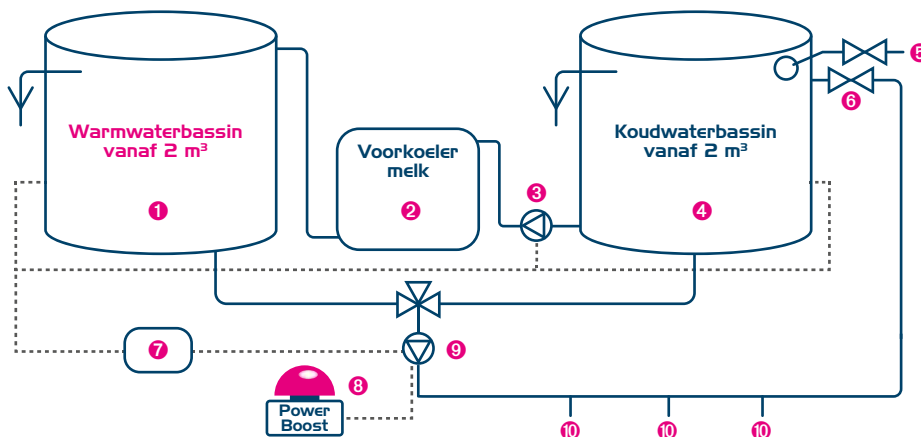 Warmwaterbassin
vanaf 2 m³
1
Voorkoeler
melk
2
3
Koudwaterbassin
vanaf 2 m³
4
5
6
7
8
Power
Boost
9
10
10
10